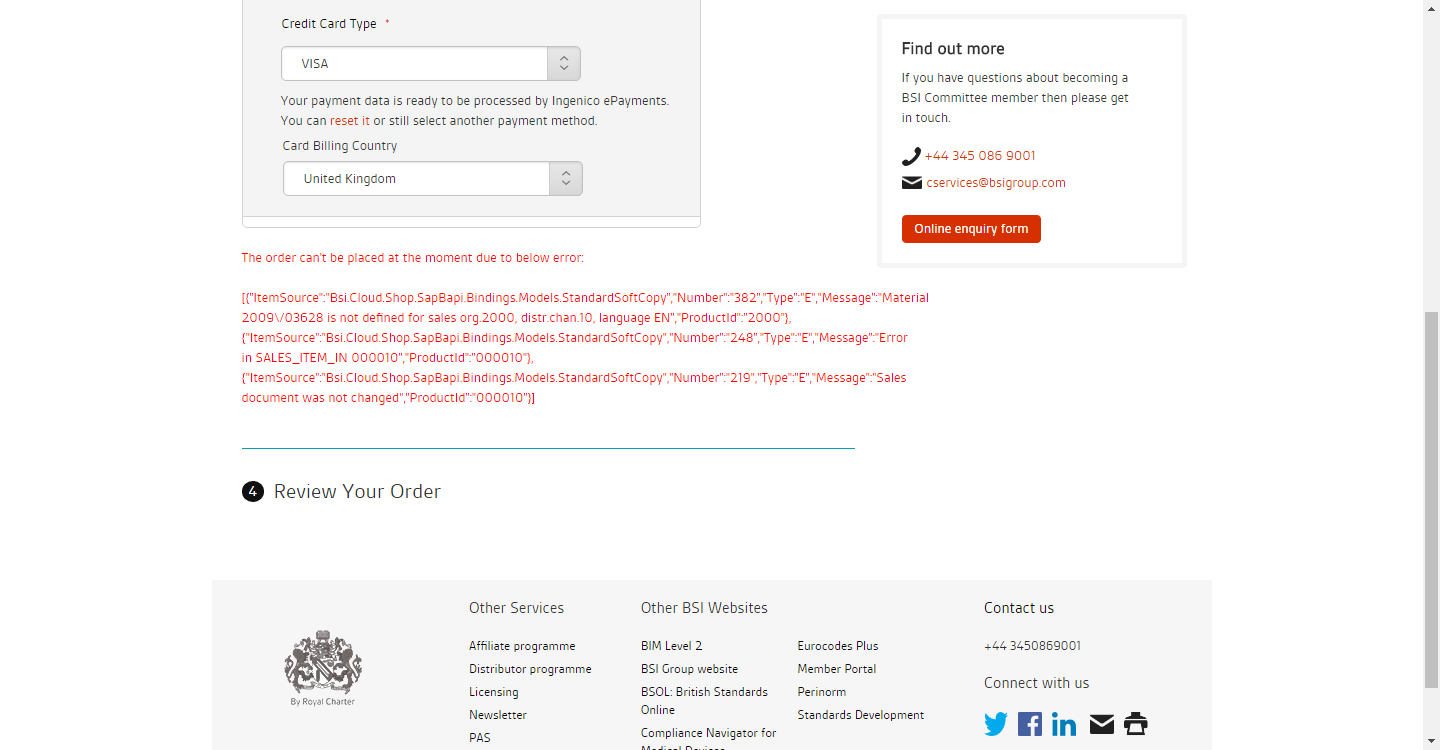 Credit Card Type *
VISA
Your payment data is ready to be processed by Ingenico ePayments.
You can reset it or still select another payment method.
Card Billing Country
United Kingdom
Find out more
If you have questions about becoming a
BSI Committee member then please get
in touch.
+44 345 086 9001
cservices@bsigroup.com
Online enquiry form
The order can't be placed at the moment due to below error:
[{"ItemSource":"Bsi.Cloud.Shop.SapBapi.Bindings.Models.StandardSoftCopy","Number":"382","Type":"E","Message":"Material
2009\/03628 is not defined for sales org.2000, distr.chan.10, language EN","ProductId":"2000"},
{"ItemSource":"Bsi.Cloud.Shop.SapBapi.Bindings.Models.StandardSoftCopy","Number":"248","Type":"E","Message":"Error
in SALES_ITEM_IN 000010","ProductId":"000010"},
{"ItemSource":"Bsi.Cloud.Shop.SapBapi.Bindings.Models.StandardSoftCopy","Number":"219","Type":"E","Message":"Sales
document was not changed","ProductId":"000010"}]
4 Review Your Order
By Royal Charter
Other Services
Affiliate programme
Distributor programme
Licensing
Newsletter
PAS
Other BSI Websites
BIM Level 2
BSI Group website
BSOL: British Standards
Online
Compliance Navigator for
Medical Devices
Eurocodes Plus
Member Portal
Perinorm
Standards Development
Contact us
+44 3450869001
Connect with us